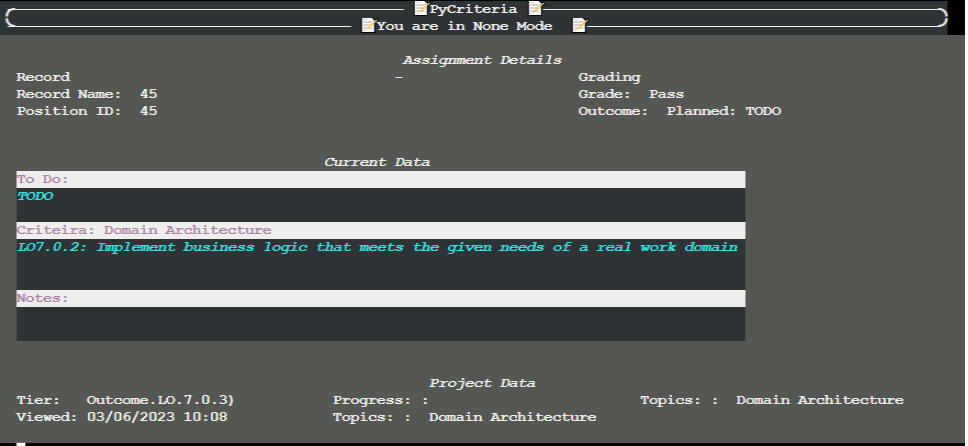 PyCriteria
You are in None Mode
Assignment Details
Record – Grading
Record Name: 45 Grade: Pass
Position ID: 45 Outcome: Planned: TODO
Current Data
To Do:
TODO
Criteira: Domain Architecture
LO7.0.2: Implement business logic that meets the given needs of a real work domain
Notes:
Project Data
Tier: Outcome.LO.7.0.3) Progress: : Topics: : Domain Architecture
Viewed: 03/06/2023 10:08 Topics: : Domain Architecture